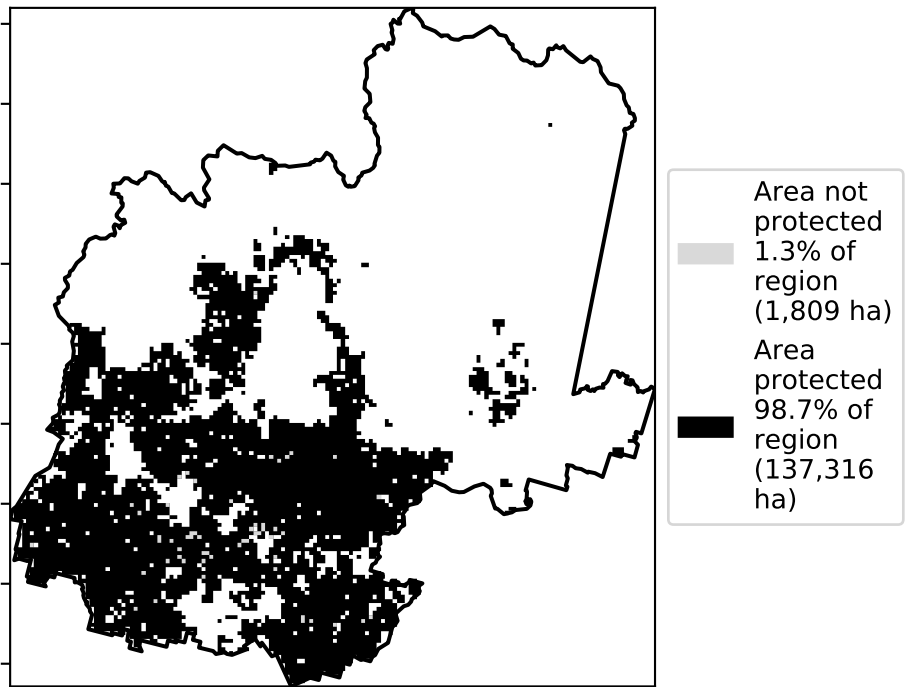 Area not
protected
1.3% of
region
(1,809 ha)
Area
protected
98.7% of
region
(137,316
ha)